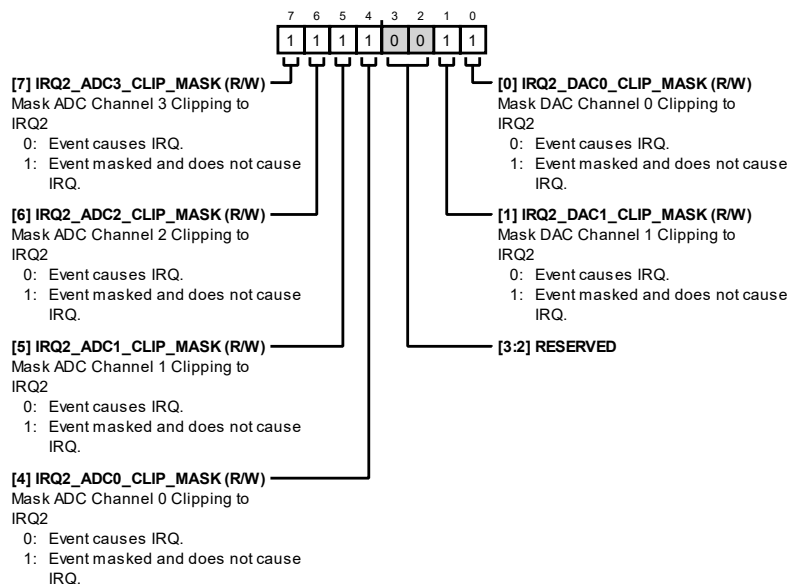 7 6 5 4 3 2 1 0
1 1 1 1 0 0 1 1
[7] IRQ2_ADC3_CLIP_MASK (R/W)
Mask ADC Channel 3 Clipping to
IRQ2
0: Event causes IRQ.
1: Event masked and does not cause
IRQ.
[6] IRQ2_ADC2_CLIP_MASK (R/W)
Mask ADC Channel 2 Clipping to
IRQ2
0: Event causes IRQ.
1: Event masked and does not cause
IRQ.
[5] IRQ2_ADC1_CLIP_MASK (R/W)
Mask ADC Channel 1 Clipping to
IRQ2
0: Event causes IRQ.
1: Event masked and does not cause
IRQ.
[4] IRQ2_ADC0_CLIP_MASK (R/W)
Mask ADC Channel 0 Clipping to
IRQ2
0: Event causes IRQ.
1: Event masked and does not cause
IRQ.
[0] IRQ2_DAC0_CLIP_MASK (R/W)
Mask DAC Channel 0 Clipping to
IRQ2
0: Event causes IRQ.
1: Event masked and does not cause
IRQ.
[1] IRQ2_DAC1_CLIP_MASK (R/W)
Mask DAC Channel 1 Clipping to
IRQ2
0: Event causes IRQ.
1: Event masked and does not cause
IRQ.
[3:2] RESERVED